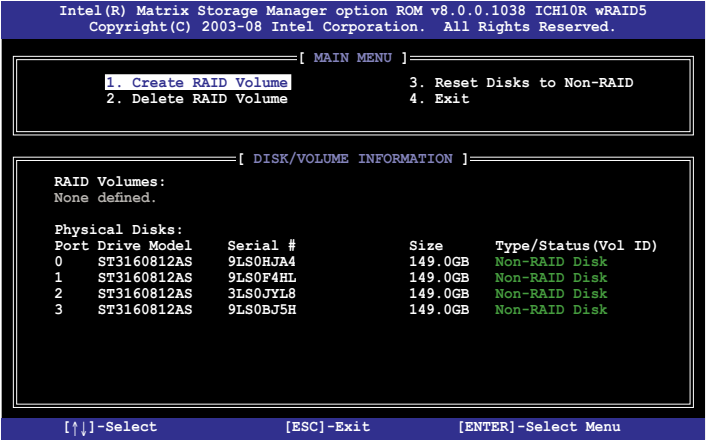 Intel(R) Matrix Storage Manager option ROM v8.0.0.1038 ICH10R wRAID5
Copyright(C) 2003-08 Intel Corporation. All Rights Reserved.
[ MAIN MENU ]
1. Create RAID Volume 3. Reset Disks to Non-RAID
2. Delete RAID Volume 4. Exit
[ DISK/VOLUME INFORMATION ]
RAID Volumes:
None defined.
Physical Disks:
Port Drive Model Serial # Size Type/Status(Vol ID)
0 ST3160812AS 9LS0HJA4 149.0GB Non-RAID Disk
1 ST3160812AS 9LS0F4HL 149.0GB Non-RAID Disk
2 ST3160812AS 3LS0JYL8 149.0GB Non-RAID Disk
3 ST3160812AS 9LS0BJ5H 149.0GB Non-RAID Disk
[↑↓]-Select [ESC]-Exit [ENTER]-Select Menu